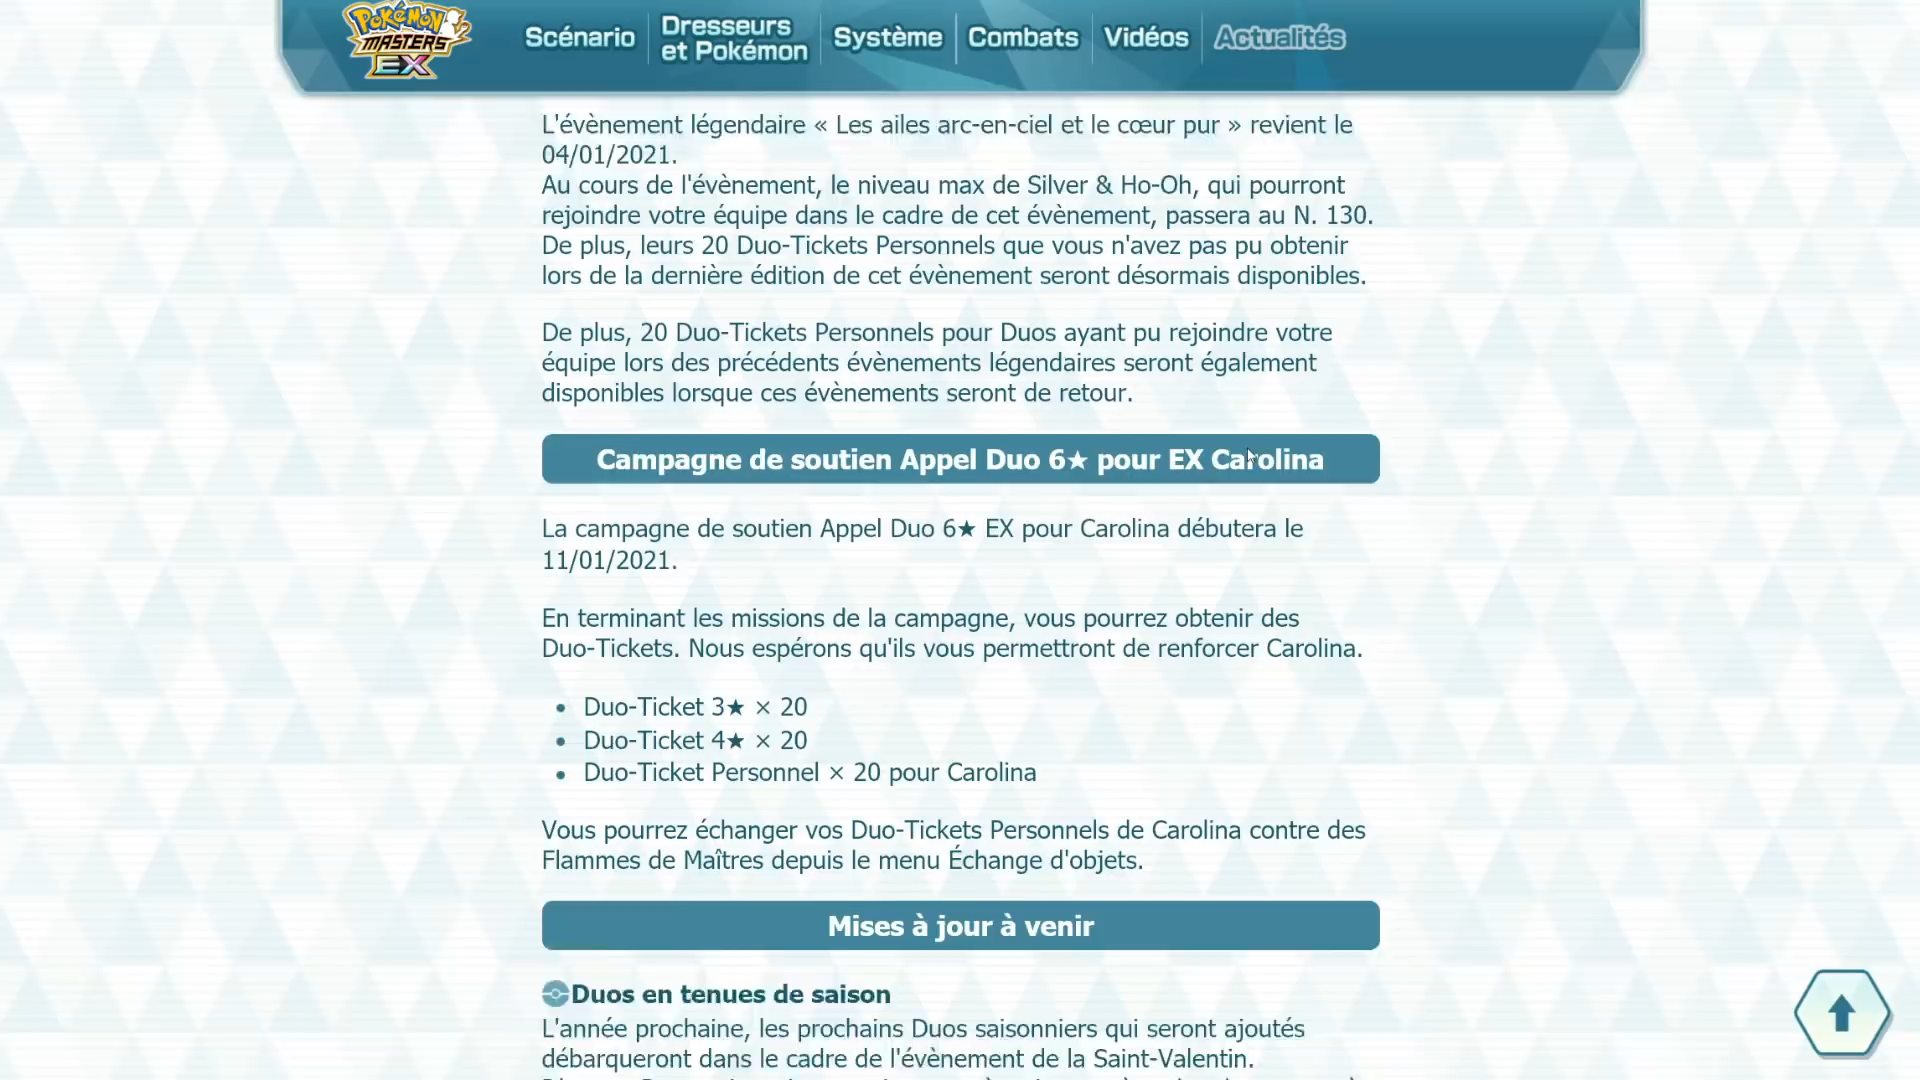 POKéMON
MASTERS
EX
Scénario
Dresseurs
et Pokémon
Système
Combats
Vidéos
Actualités
L'évènement légendaire « Les ailes arc-en-ciel et le cœur pur » revient le
04/01/2021.
Au cours de l'évènement, le niveau max de Silver & Ho-Oh, qui pourront
rejoindre votre équipe dans le cadre de cet évènement, passera au N. 130.
De plus, leurs 20 Duo-Tickets Personnels que vous n'avez pas pu obtenir
lors de la dernière édition de cet évènement seront désormais disponibles.
De plus, 20 Duo-Tickets Personnels pour Duos ayant pu rejoindre votre
équipe lors des précédents évènements légendaires seront également
disponibles lorsque ces évènements seront de retour.
Campagne de soutien Appel Duo 6★ pour EX Carolina
La campagne de soutien Appel Duo 6★ EX pour Carolina débutera le
11/01/2021.
En terminant les missions de la campagne, vous pourrez obtenir des
Duo-Tickets. Nous espérons qu'ils vous permettront de renforcer Carolina.
• Duo-Ticket 3★ × 20
• Duo-Ticket 4★ × 20
• Duo-Ticket Personnel × 20 pour Carolina
Vous pourrez échanger vos Duo-Tickets Personnels de Carolina contre des
Flammes de Maîtres depuis le menu Échange d'objets.
Mises à jour à venir
Duos en tenues de saison
L'année prochaine, les prochains Duos saisonniers qui seront ajoutés
débarqueront dans le cadre de l'évènement de la Saint-Valentin.